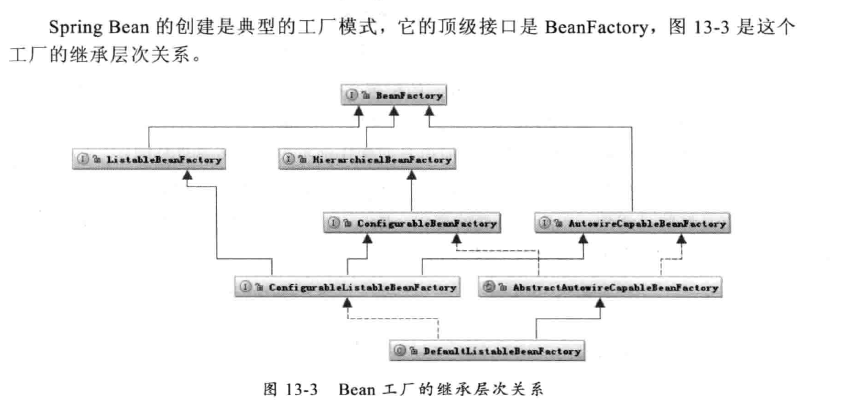 Spring Bean 的创建是典型的工厂模式，它的顶级接口是 BeanFactory，图 13-3 是这个
工厂的继承层次关系。
BeanFactory
ListableBeanFactory
HierarchicalBeanFactory
ConfigurableBeanFactory
AutowireCapableBeanFactory
ConfigurableListableBeanFactory
AbstractAutowireCapableBeanFactory
DefaultListableBeanFactory
图 13-3 Bean 工厂的继承层次关系